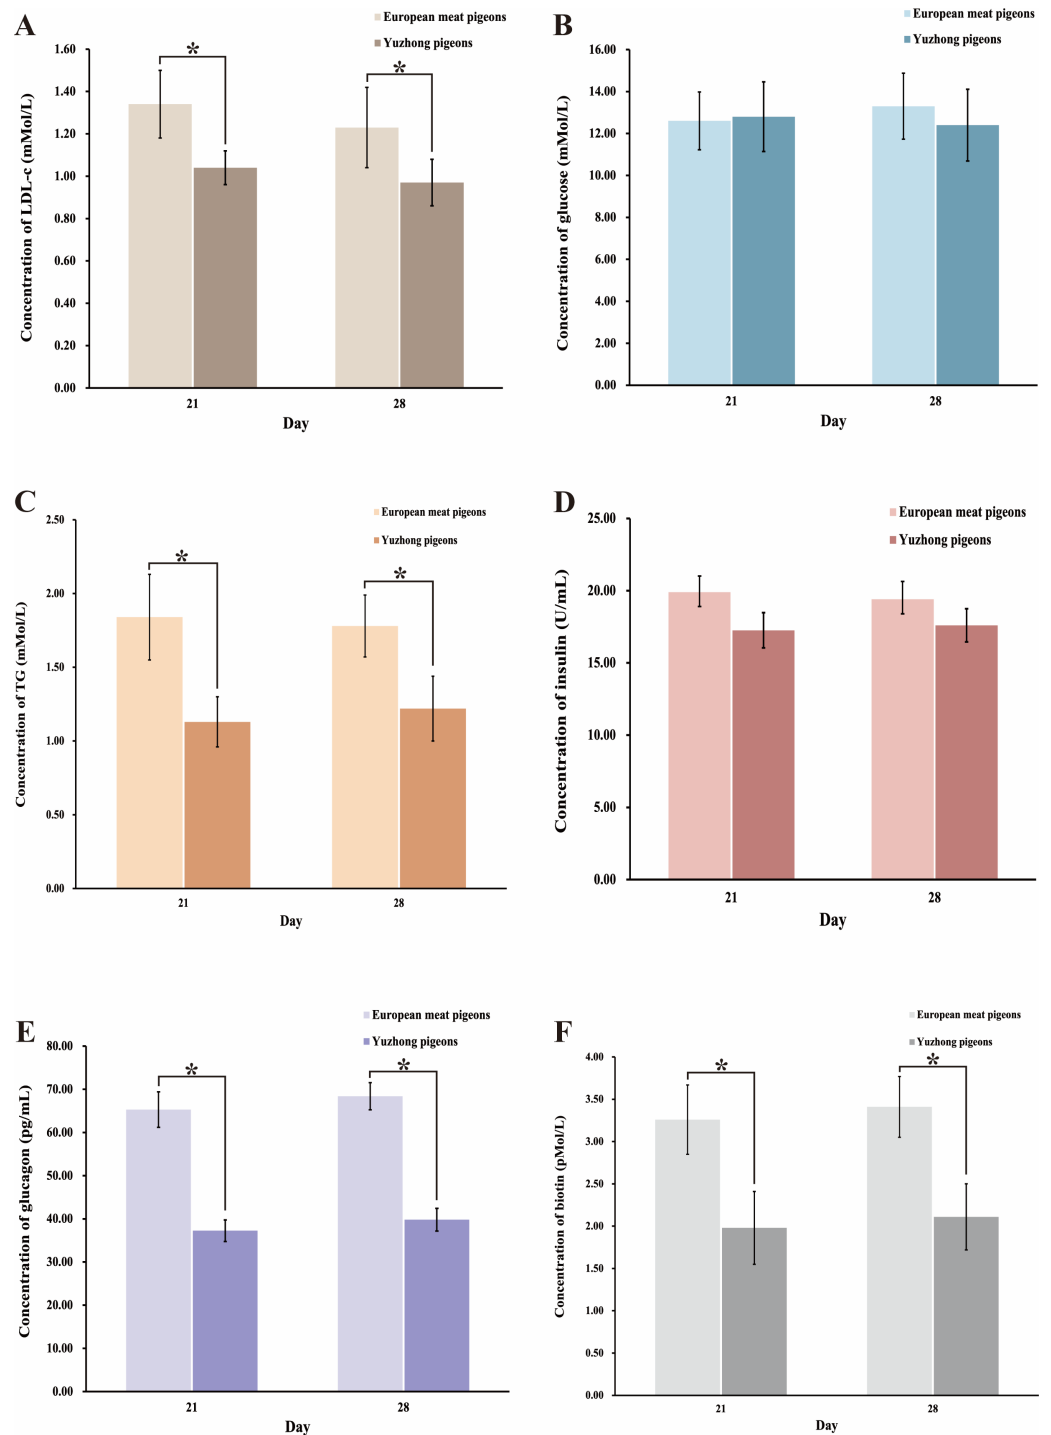 A
European meat pigeons
Yuzhong pigeons
*
*
Concentration of LDL-c (mMol/L)
1.60
1.40
1.20
1.00
0.80
0.60
0.40
0.20
0.00
21
28
Day
B
European meat pigeons
Yuzhong pigeons
Concentration of glucose (mMol/L)
16.00
14.00
12.00
10.00
8.00
6.00
4.00
2.00
0.00
21
28
Day
C
European meat pigeons
Yuzhong pigeons
*
*
Concentration of TG (mMol/L)
2.50
2.00
1.50
1.00
0.50
0.00
21
28
Day
D
European meat pigeons
Yuzhong pigeons
Concentration of insulin (U/mL)
25.00
20.00
15.00
10.00
5.00
0.00
21
28
Day
E
European meat pigeons
Yuzhong pigeons
*
*
Concentration of glucagon (pg/mL)
80.00
70.00
60.00
50.00
40.00
30.00
20.00
10.00
0.00
21
28
Day
F
European meat pigeons
Yuzhong pigeons
*
*
Concentration of biotin (pMol/L)
4.00
3.50
3.00
2.50
2.00
1.50
1.00
0.50
0.00
21
28
Day